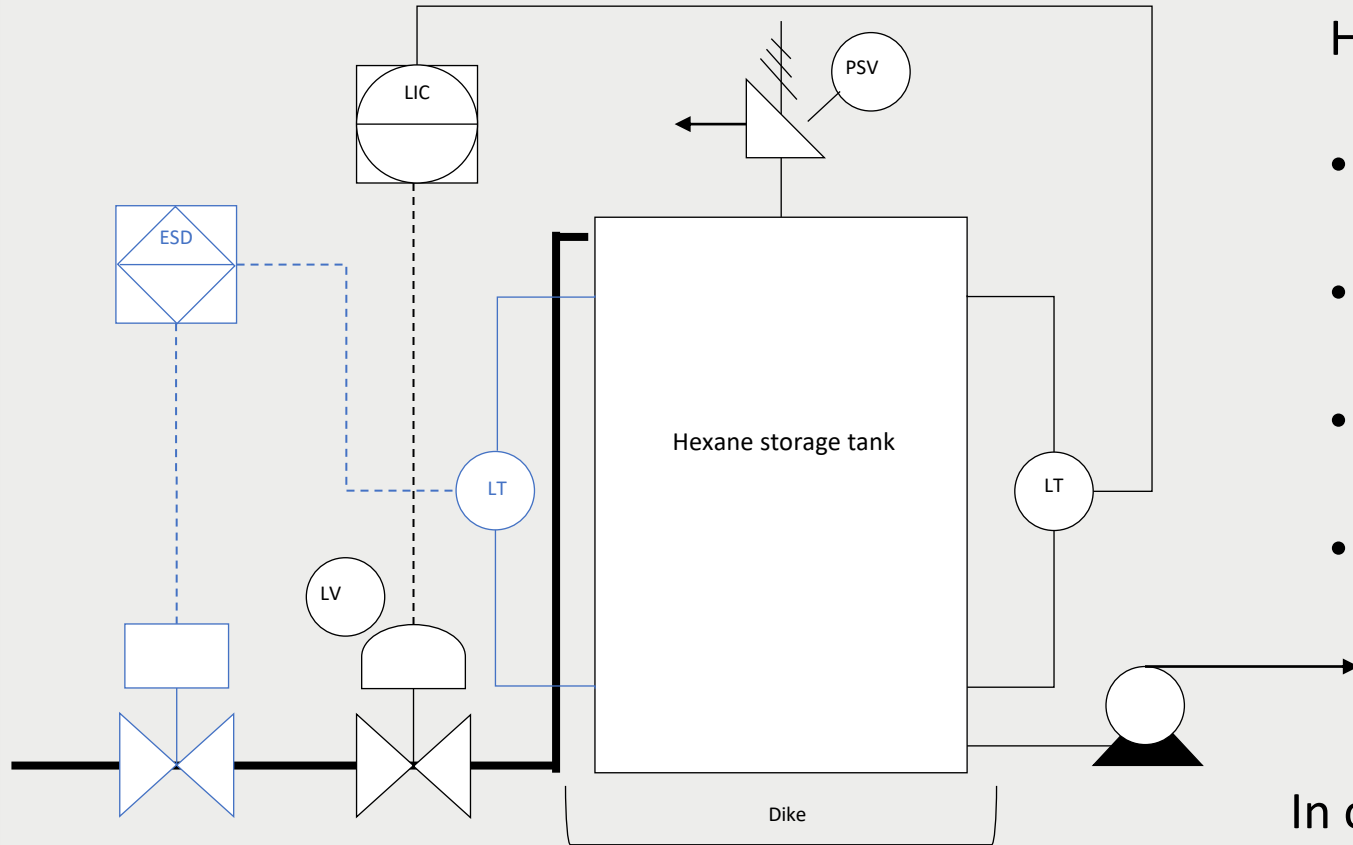 H
LIC
PSV
ESD
•
•
Hexane storage tank
•
LT
LT
•
LV
In
Dike